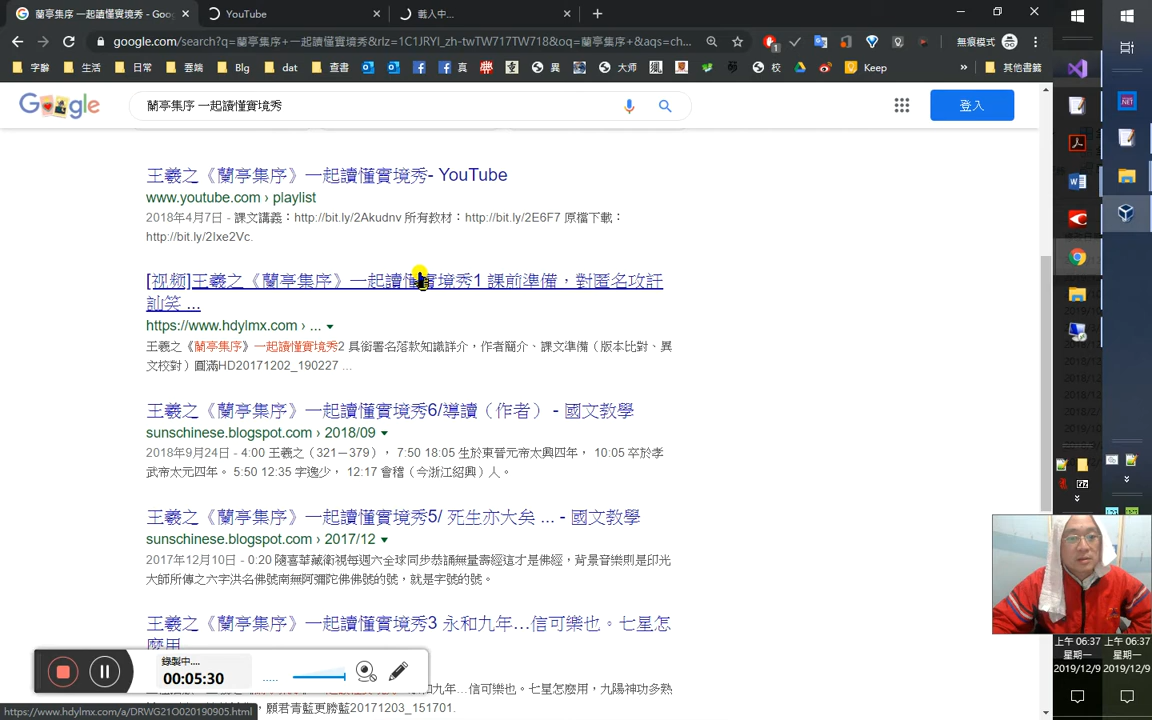 蘭亭集序 一起讀懂實境秀 - Goog
YouTube
載入中...
google.com/search?q=蘭亭集序+一起讀懂實境秀&rlz=1C1JRYI_zh-twTW717TW718&oq=蘭亭集序+&aqs=ch...
無痕模式
字辭 生活 日常 雲端 Blg dat 查書 真 異 大师 校 Keep » 其他書籤
Google
蘭亭集序 一起讀懂實境秀
登入
王羲之《蘭亭集序》一起讀懂實境秀- YouTube
www.youtube.com › playlist
2018年4月7日 - 課文講義：http://bit.ly/2Akudnv 所有教材：http://bit.ly/2E6F7 原檔下載：
http://bit.ly/2Ixe2Vc.
[视频]王羲之《蘭亭集序》一起讀懂實境秀1 課前準備，對匿名攻訐
訕笑 ...
https://www.hdylmx.com › ...
王羲之《蘭亭集序》一起讀懂實境秀2 具銜署名落款知識詳介，作者簡介、課文準備（版本比對、異
文校對）圓滿HD20171202_190227 ...
王羲之《蘭亭集序》一起讀懂實境秀6/導讀（作者） - 國文教學
sunschinese.blogspot.com › 2018/09
2018年9月24日 - 4:00 王羲之（321－379）， 7:50 18:05 生於東晉元帝太興四年， 10:05 卒於孝
武帝太元四年。 5:50 12:35 字逸少， 12:17 會稽（今浙江紹興）人。
王羲之《蘭亭集序》一起讀懂實境秀5/ 死生亦大矣 ... - 國文教學
sunschinese.blogspot.com › 2017/12
2017年12月10日 - 0:20 隨喜華藏衛視每週六全球同步恭誦無量壽經這才是佛經，背景音樂則是印光
大師所傳之六字洪名佛號南無阿彌陀佛佛號的號，就是字號的號。
王羲之《蘭亭集序》一起讀懂實境秀3 永和九年…信可樂也。七星怎
麼用
錄製中....
00:05:30
和九年…信可樂也。七星怎麼用，九陽神功多熟
願君青藍更勝藍20171203_151701.
https://www.hdylmx.com/a/DRWG21O020190905.html
上午 06:37
星期一
2019/12/9
上午 06:37
星期一
2019/12/9